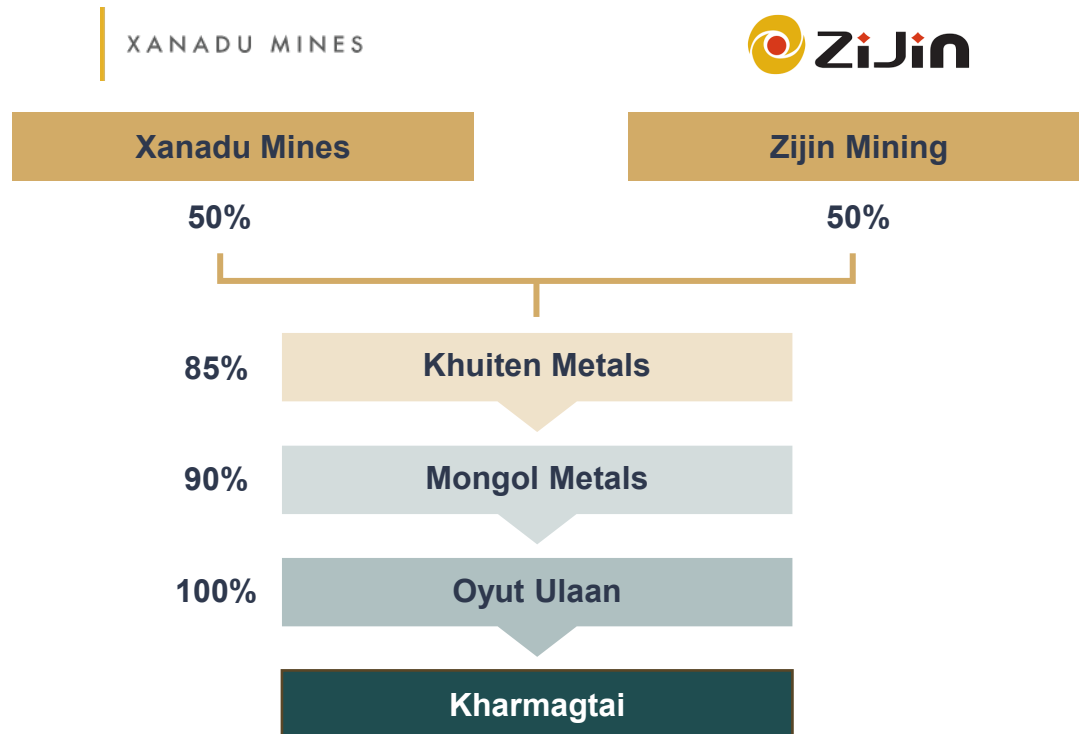 XANADU MINES
ZiJin
Xanadu Mines
Zijin Mining
50%
50%
85%
Khuiten Metals
90%
Mongol Metals
100%
Oyut Ulaan
Kharmagtai